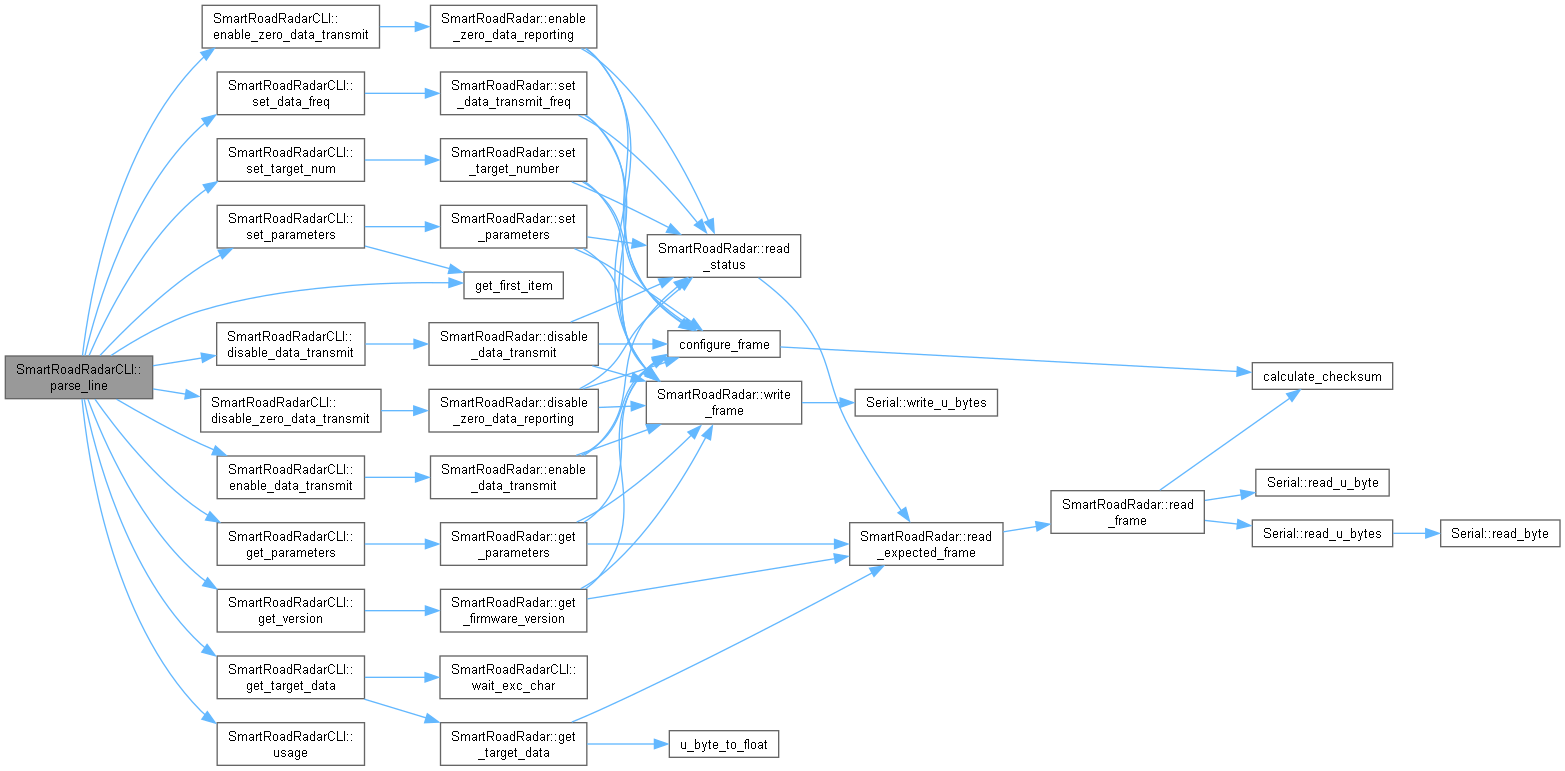 SmartRoadRadarCLI::
parse_line
SmartRoadRadarCLI::
enable_zero_data_transmit
SmartRoadRadar::enable
_zero_data_reporting
SmartRoadRadarCLI::
set_data_freq
SmartRoadRadar::set
_data_transmit_freq
SmartRoadRadarCLI::
set_target_num
SmartRoadRadar::set
_target_number
SmartRoadRadarCLI::
set_parameters
SmartRoadRadar::set
_parameters
get_first_item
SmartRoadRadarCLI::
disable_data_transmit
SmartRoadRadar::disable
_data_transmit
SmartRoadRadarCLI::
disable_zero_data_transmit
SmartRoadRadar::disable
_zero_data_reporting
SmartRoadRadarCLI::
enable_data_transmit
SmartRoadRadar::enable
_data_transmit
SmartRoadRadarCLI::
get_parameters
SmartRoadRadar::get
_parameters
SmartRoadRadarCLI::
get_version
SmartRoadRadar::get
_firmware_version
SmartRoadRadarCLI::
get_target_data
SmartRoadRadarCLI::
wait_exc_char
SmartRoadRadar::get
_target_data
SmartRoadRadarCLI::
usage
SmartRoadRadar::read
_status
configure_frame
SmartRoadRadar::write
_frame
u_byte_to_float
Serial::write_u_bytes
SmartRoadRadar::read
_expected_frame
SmartRoadRadar::read
_frame
calculate_checksum
Serial::read_u_byte
Serial::read_u_bytes
Serial::read_byte